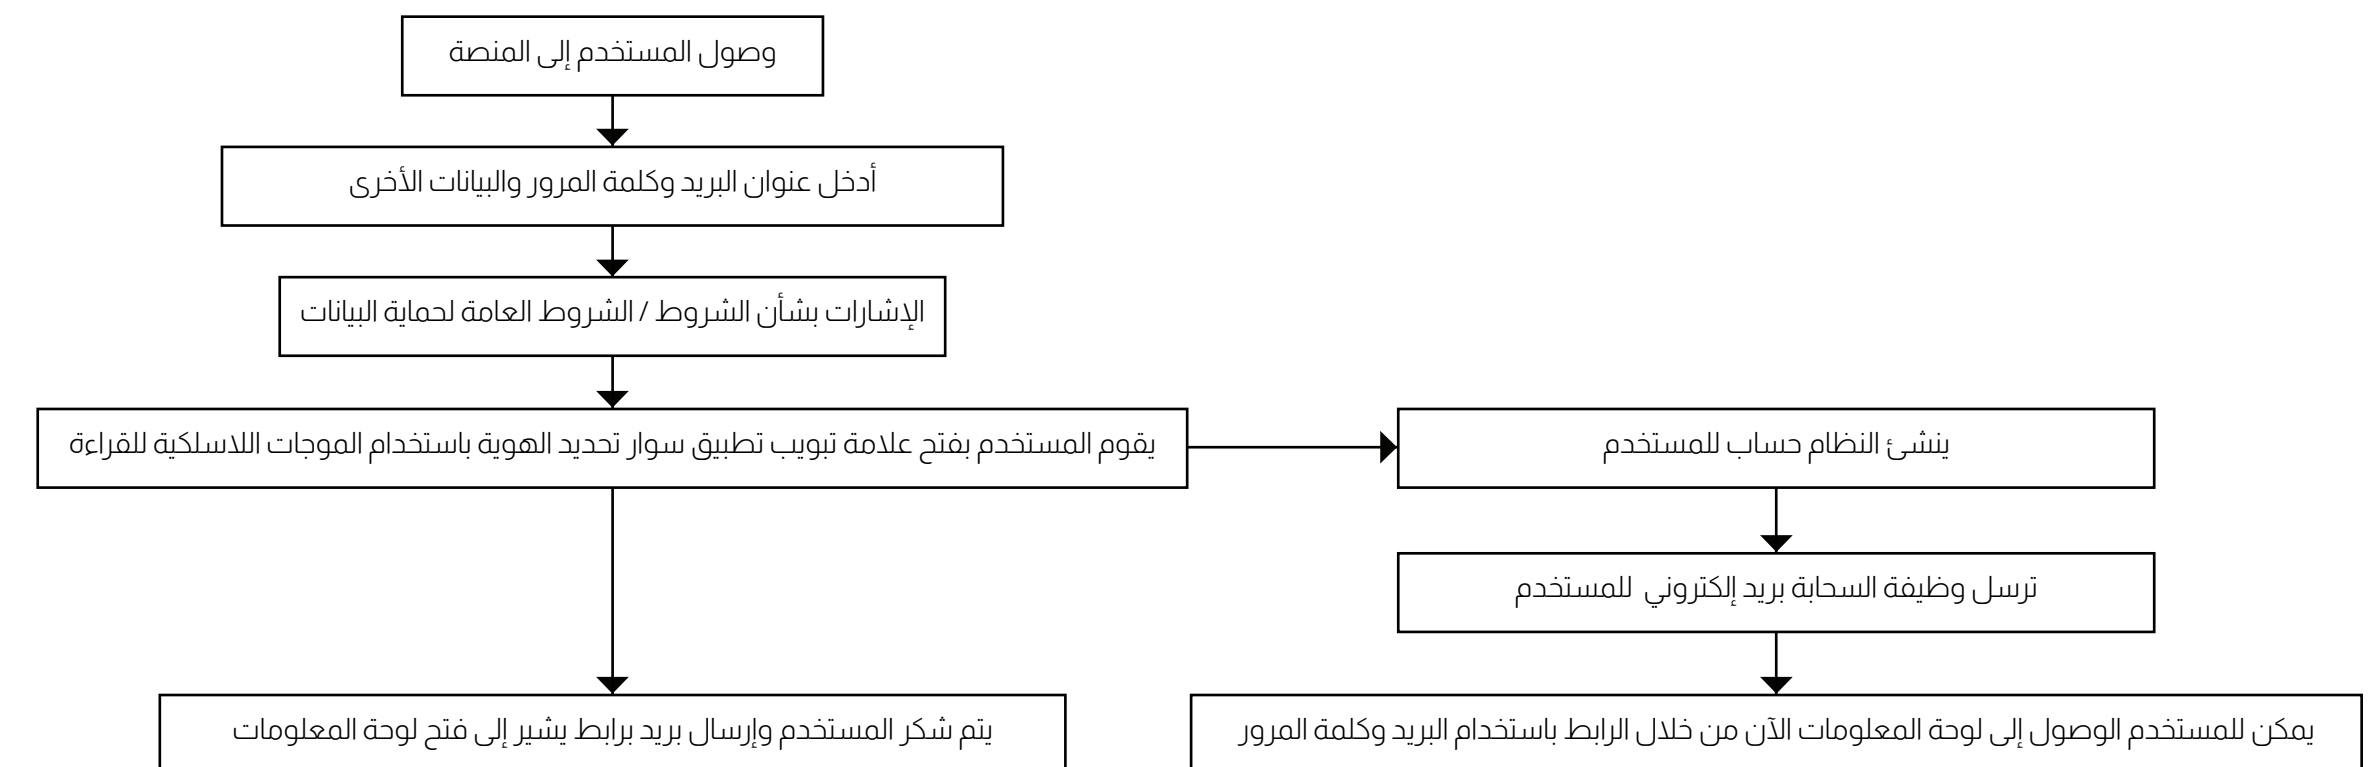 وصول المستخدم إلى المنصة
أدخل عنوان البريد وكلمة المرور والبيانات الأخرى
الإشارات بشأن الشروط / الشروط العامة لحماية البيانات
يقوم المستخدم بفتح علامة تبويب تطبيق سوار تحديد الهوية باستخدام الموجات اللاسلكية للقراءة
ينشئ النظام حساب للمستخدم
ترسل وظيفة السحابة بريد إلكتروني للمستخدم
يتم شكر المستخدم وإرسال بريد برابط يشير إلى فتح لوحة المعلومات
يمكن للمستخدم الوصول إلى لوحة المعلومات الآن من خلال الرابط باستخدام البريد وكلمة المرور